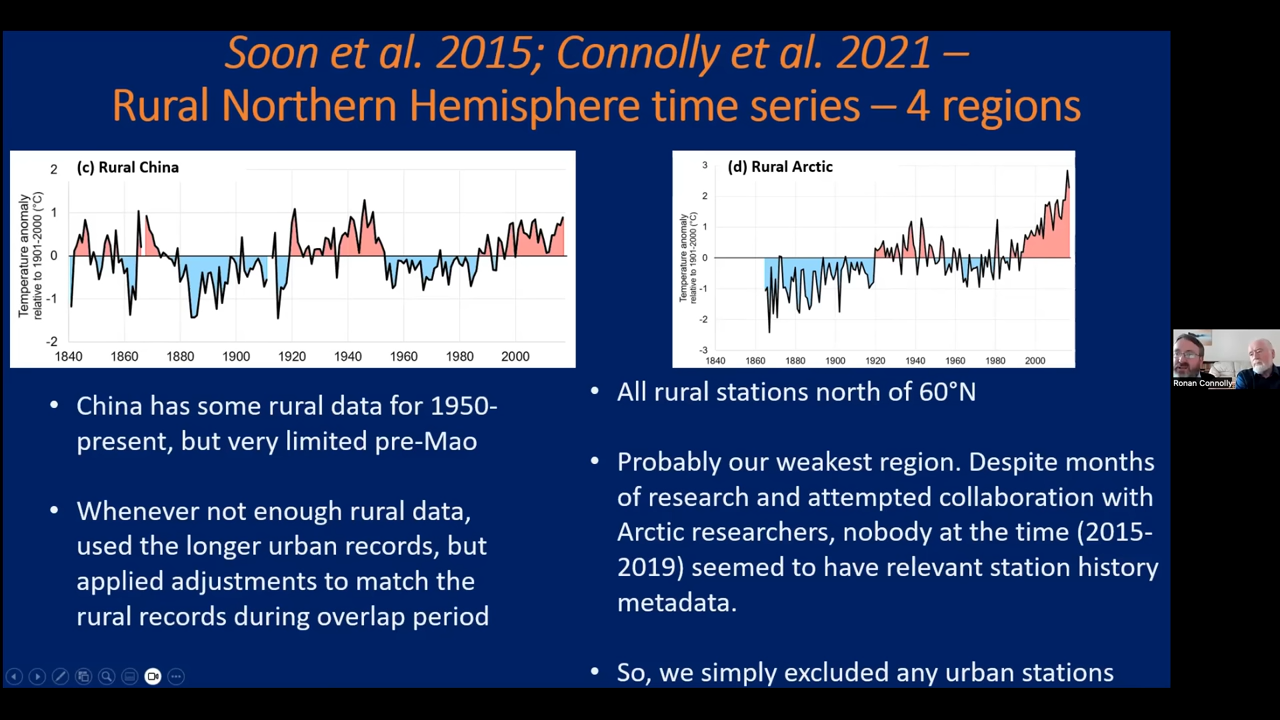 Soon et al. 2015; Connolly et al. 2021 –
Rural Northern Hemisphere time series – 4 regions
(c) Rural China
Temperature anomaly
relative to 1901-2000 (°C)
2
1
0
-1
-2
1840 1860 1880 1900 1920 1940 1960 1980 2000
(d) Rural Arctic
Temperature anomaly
relative to 1901-2000 (°C)
3
2
1
0
-1
-2
-3
1840 1860 1880 1900 1920 1940 1960 1980 2000
• China has some rural data for 1950-
present, but very limited pre-Mao
• Whenever not enough rural data,
used the longer urban records, but
applied adjustments to match the
rural records during overlap period
• All rural stations north of 60°N
• Probably our weakest region. Despite months
of research and attempted collaboration with
Arctic researchers, nobody at the time (2015-
2019) seemed to have relevant station history
metadata.
• So, we simply excluded any urban stations
Ronan Connolly